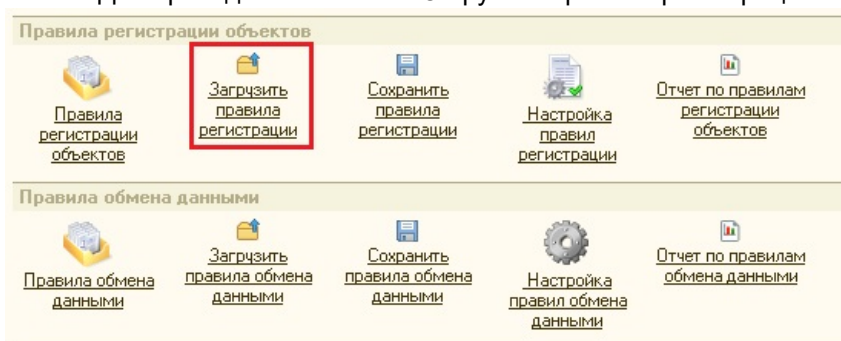 Правила регистрации объектов
Правила
регистрации
объектов
Загрузить
правила
регистрации
Сохранить
правила
регистрации
Настройка
правил
регистрации
Отчет по правилам
регистрации
объектов
Правила обмена данными
Правила обмена
данными
Загрузить
правила обмена
данными
Сохранить
правила обмена
данными
Настройка
правил обмена
данными
Отчет по правилам
обмена данными